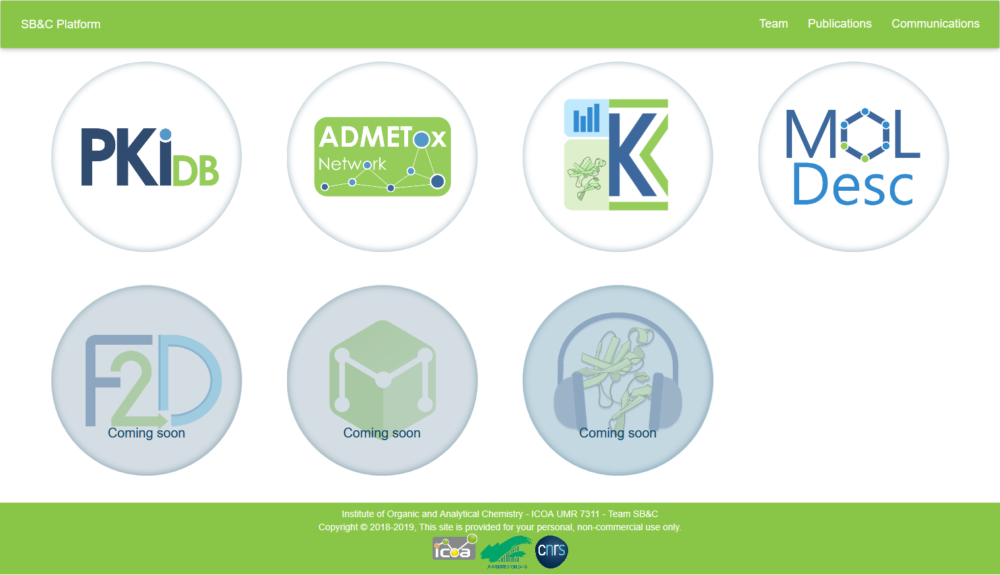 SB&C Platform
Team Publications Communications
PKiDB
ADMETox
Network
K
MOL
Desc
F2D
Coming soon
Coming soon
Coming soon
Institute of Organic and Analytical Chemistry - ICOA UMR 7311 - Team SB&C
Copyright © 2018-2019, This site is provided for your personal, non-commercial use only.
icoa
UNIVERSITE D'ORLEANS
cnrs